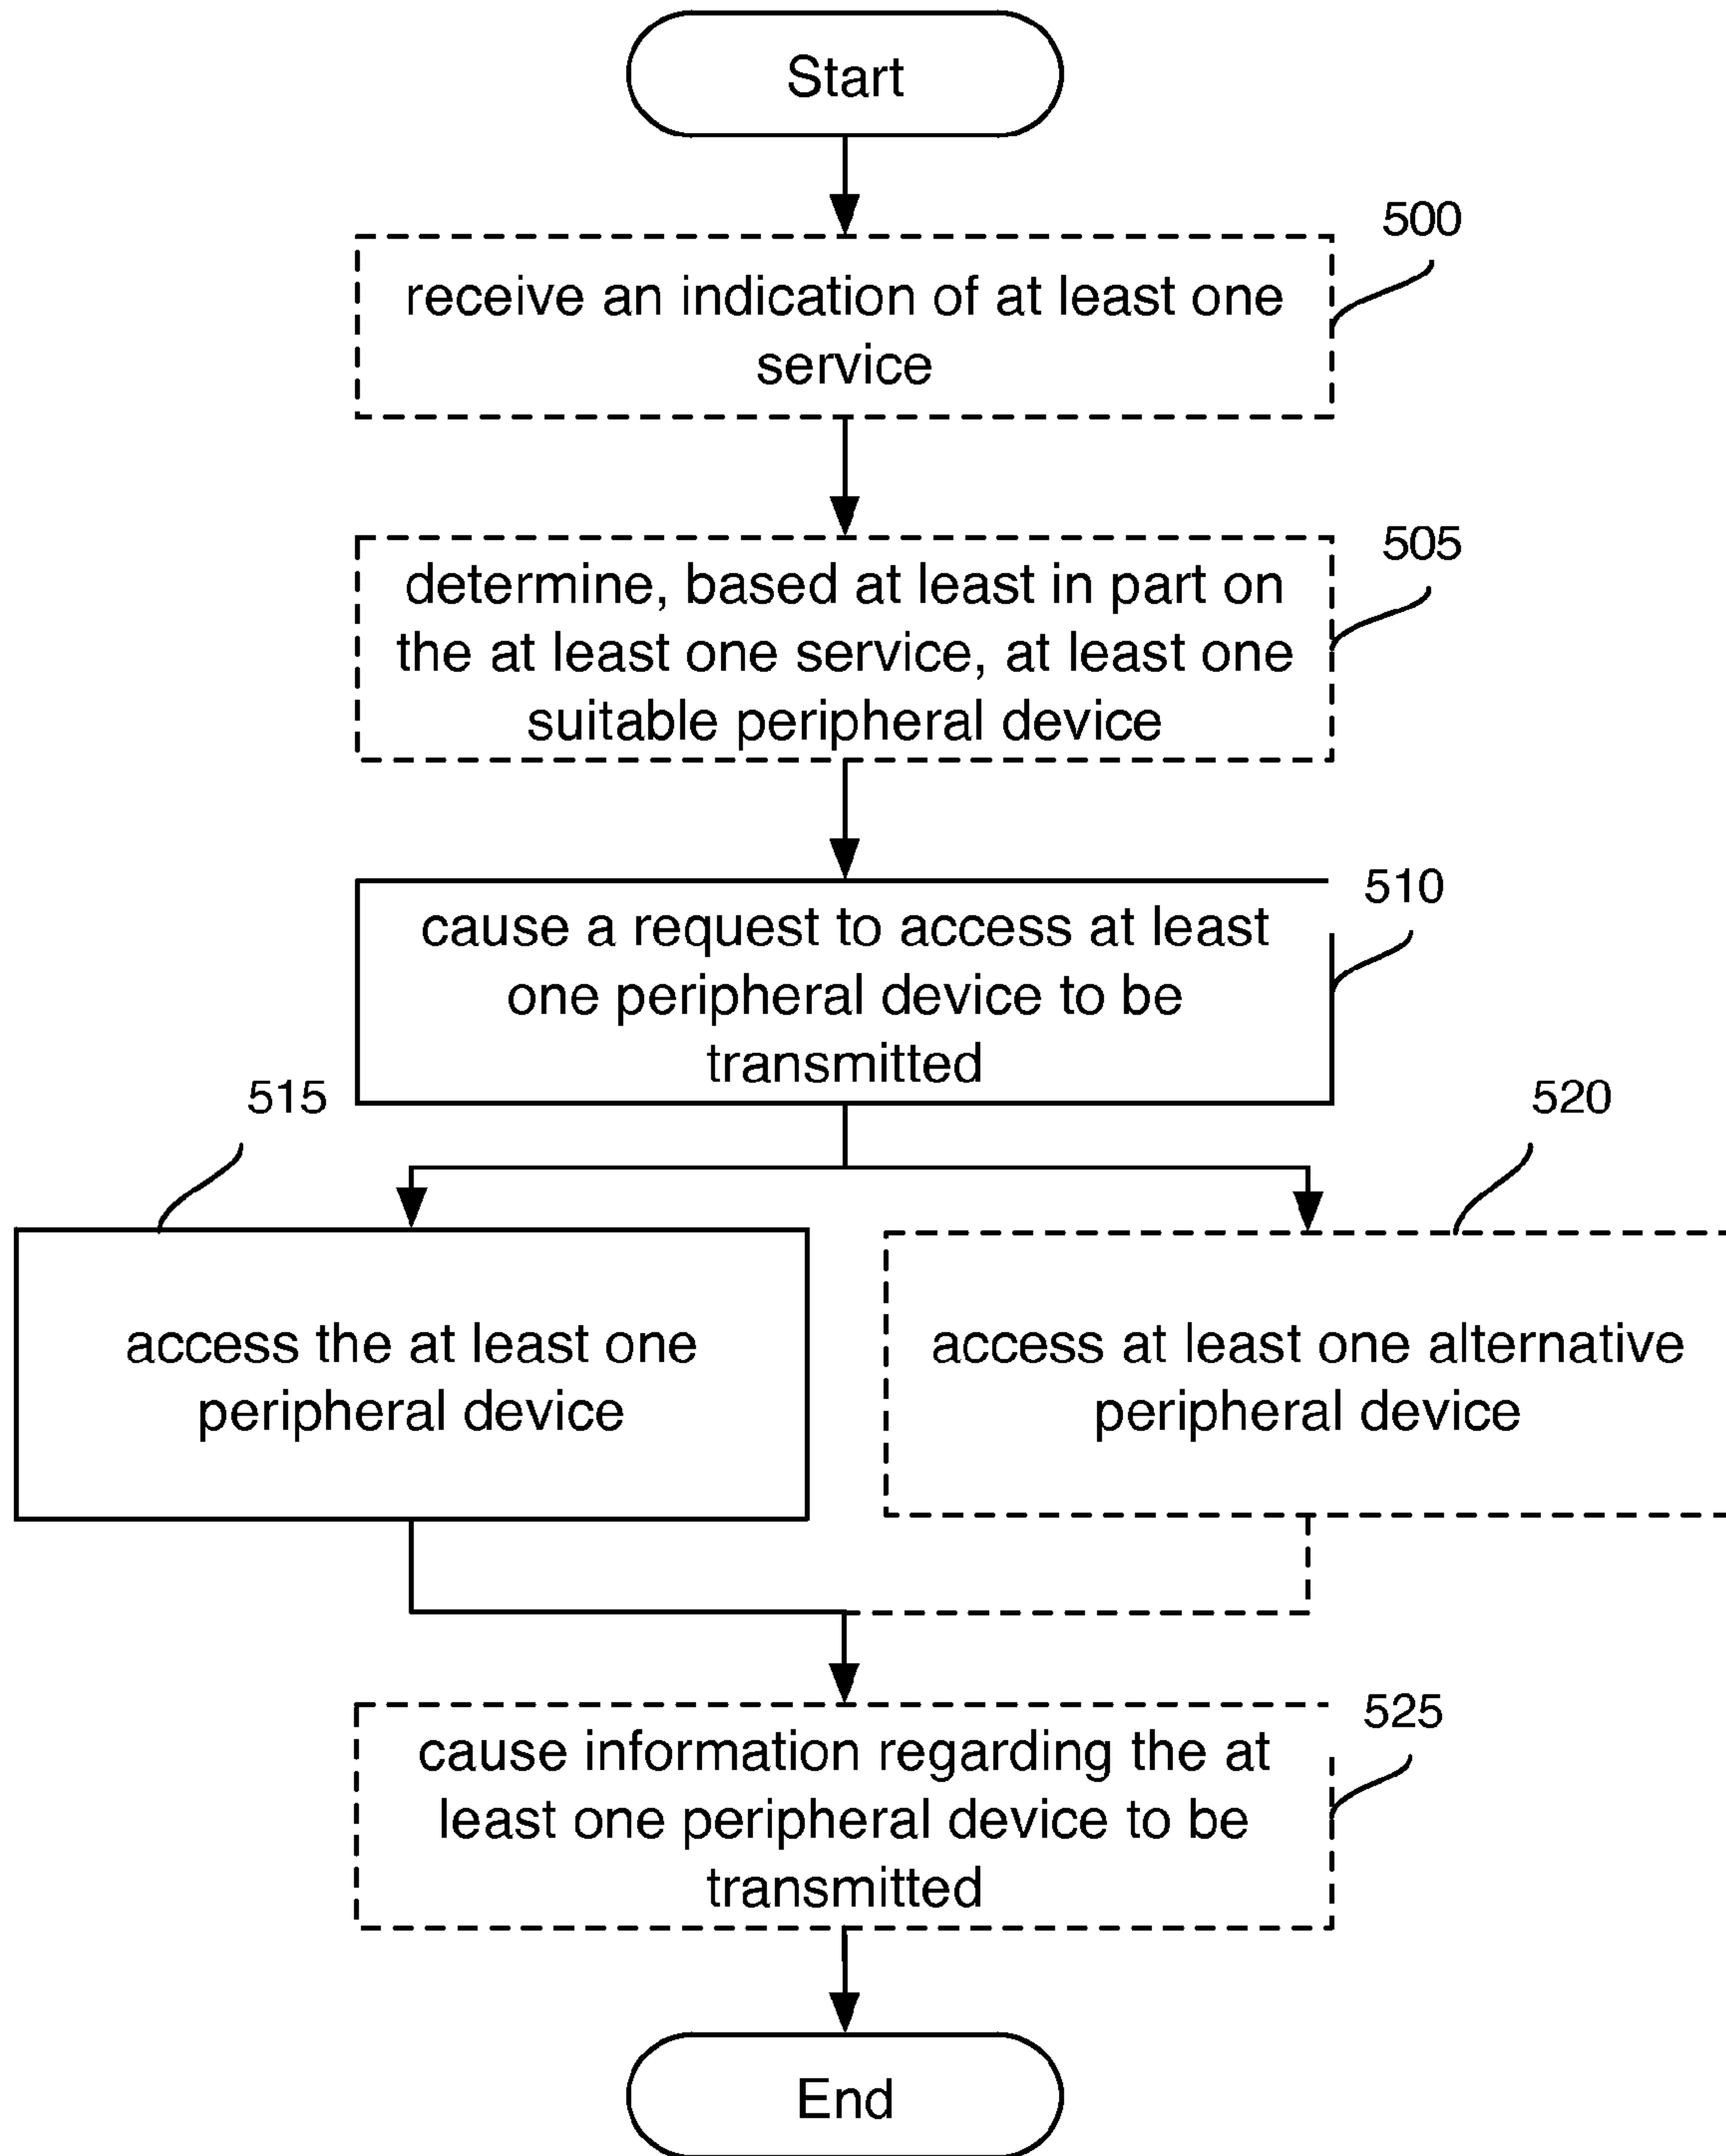 Start
500
receive an indication of at least one
service
505
determine, based at least in part on
the at least one service, at least one
suitable peripheral device
510
cause a request to access at least
one peripheral device to be
transmitted
515
520
access the at least one
peripheral device
access at least one alternative
peripheral device
525
cause information regarding the at
least one peripheral device to be
transmitted
End